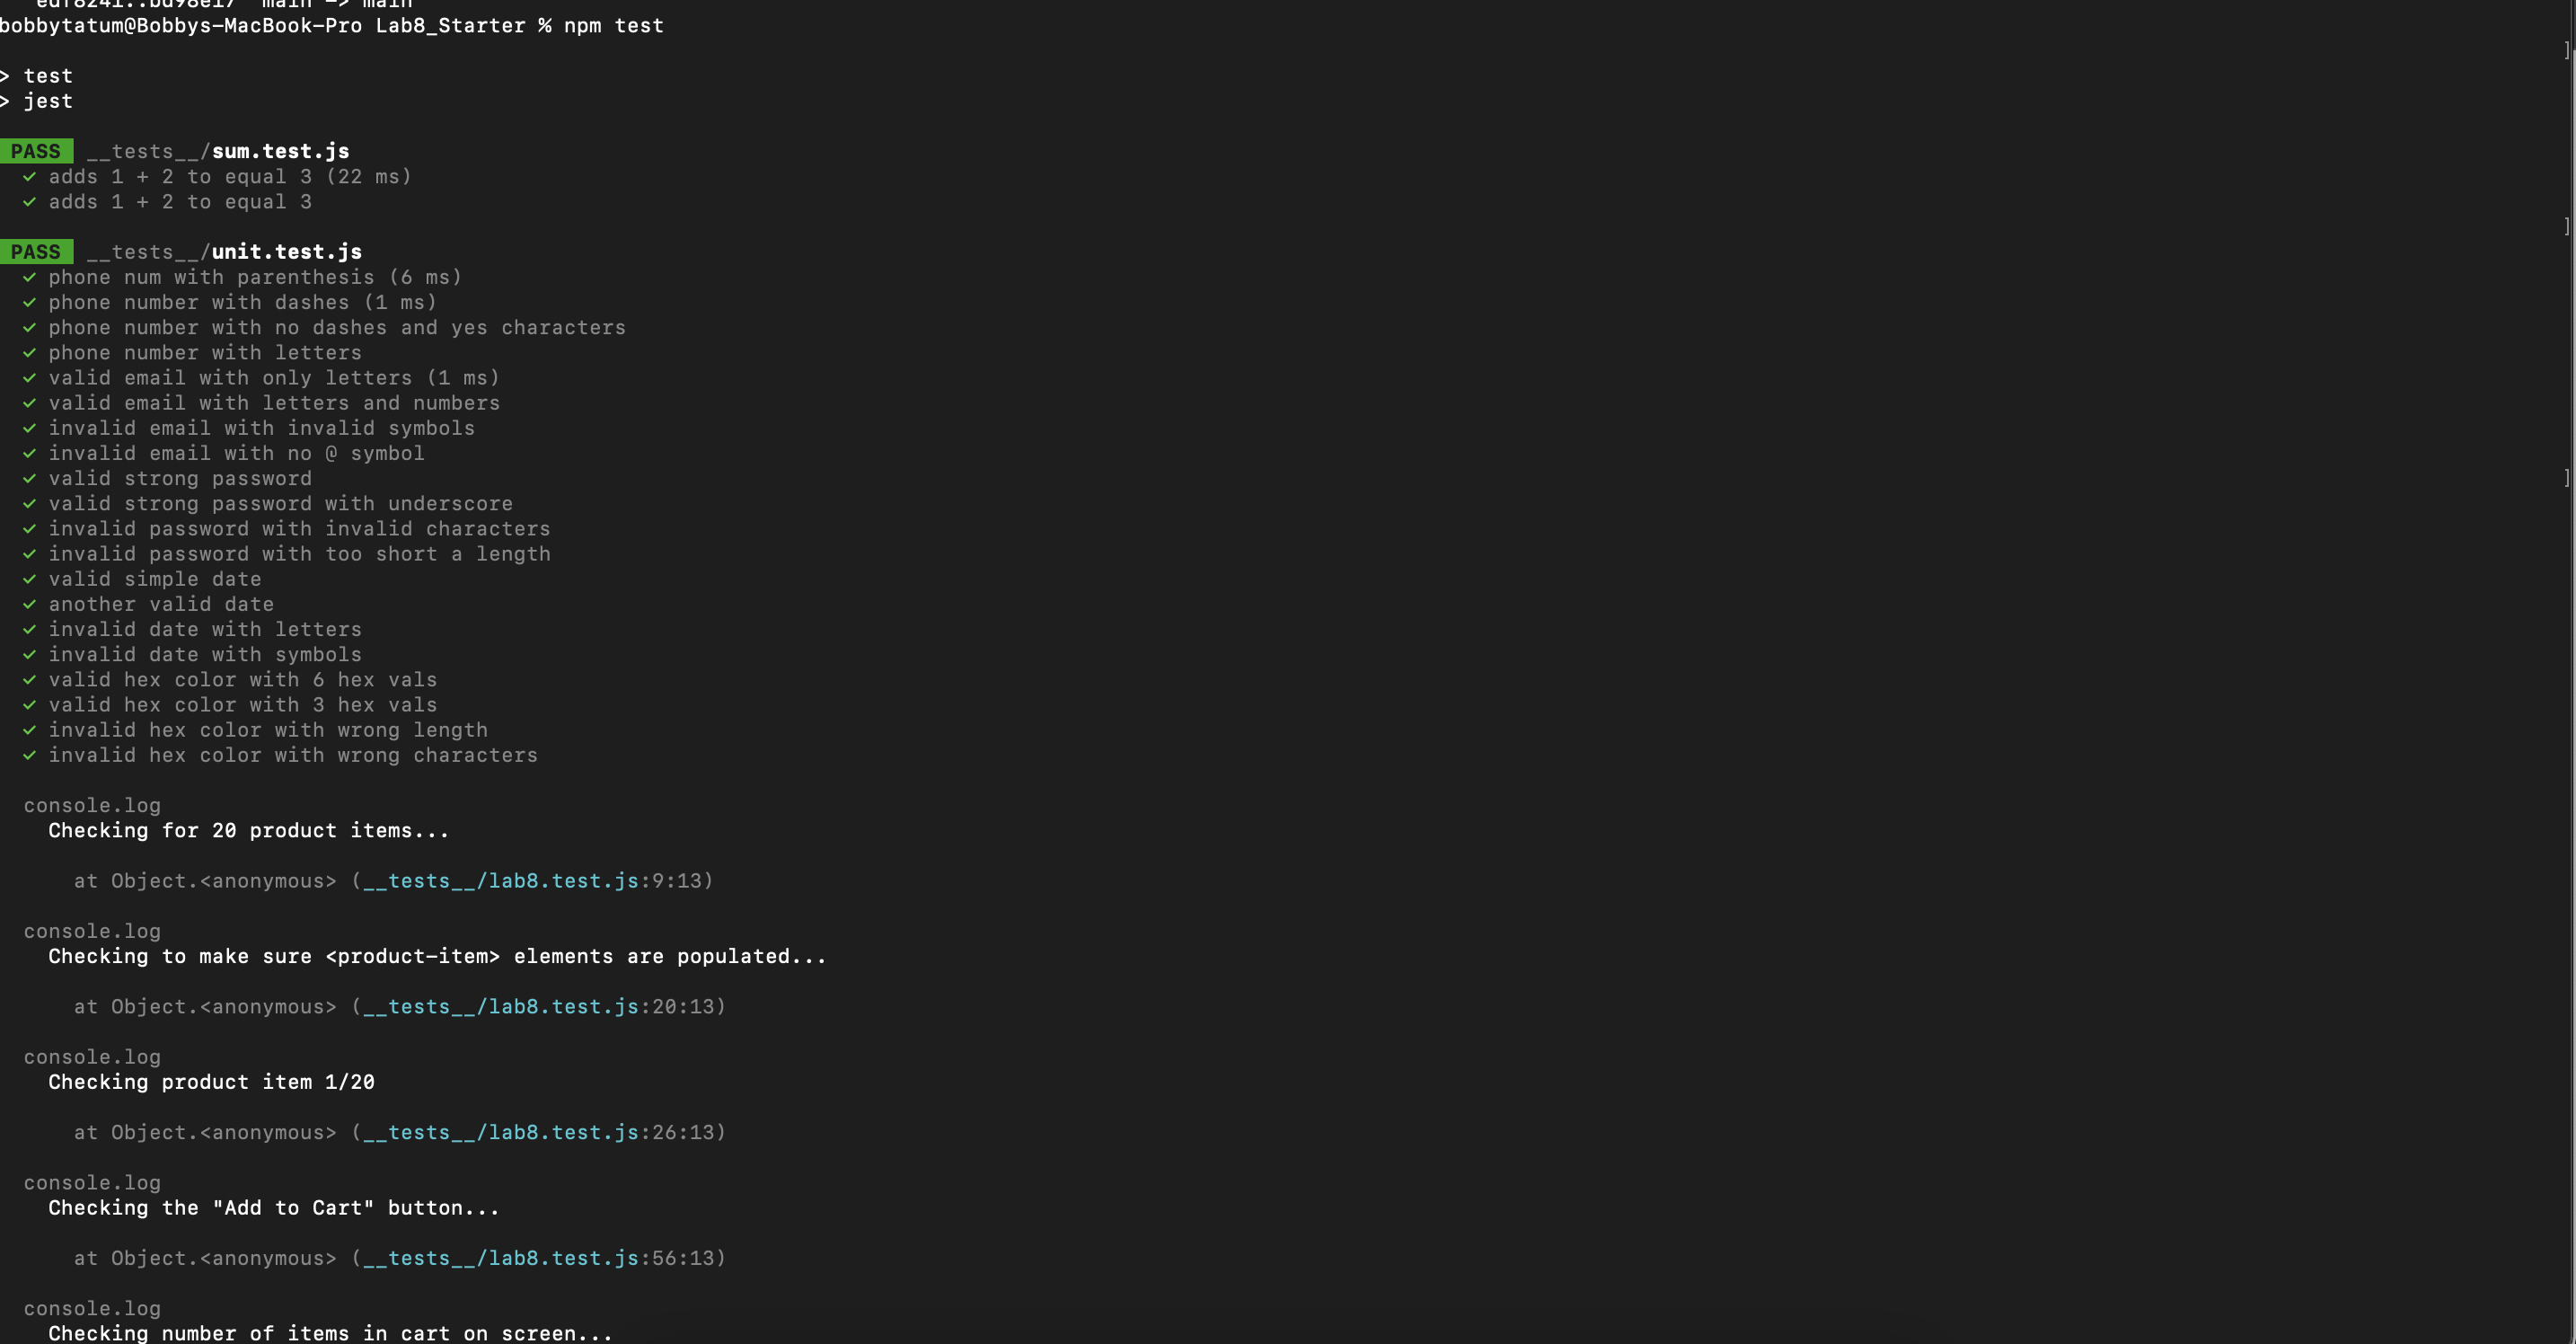 edf8241..bd98e17  main -> main
bobbytatum@Bobbys-MacBook-Pro Lab8_Starter % npm test
]
> test
> jest
PASS __tests__/sum.test.js
✓ adds 1 + 2 to equal 3 (22 ms)
✓ adds 1 + 2 to equal 3
]
PASS __tests__/unit.test.js
✓ phone num with parenthesis (6 ms)
✓ phone number with dashes (1 ms)
✓ phone number with no dashes and yes characters
✓ phone number with letters
✓ valid email with only letters (1 ms)
✓ valid email with letters and numbers
✓ invalid email with invalid symbols
✓ invalid email with no @ symbol
✓ valid strong password
]
✓ valid strong password with underscore
✓ invalid password with invalid characters
✓ invalid password with too short a length
✓ valid simple date
✓ another valid date
✓ invalid date with letters
✓ invalid date with symbols
✓ valid hex color with 6 hex vals
✓ valid hex color with 3 hex vals
✓ invalid hex color with wrong length
✓ invalid hex color with wrong characters
console.log
Checking for 20 product items...
at Object.<anonymous> (__tests__/lab8.test.js:9:13)
console.log
Checking to make sure <product-item> elements are populated...
at Object.<anonymous> (__tests__/lab8.test.js:20:13)
console.log
Checking product item 1/20
at Object.<anonymous> (__tests__/lab8.test.js:26:13)
console.log
Checking the "Add to Cart" button...
at Object.<anonymous> (__tests__/lab8.test.js:56:13)
console.log
Checking number of items in cart on screen...